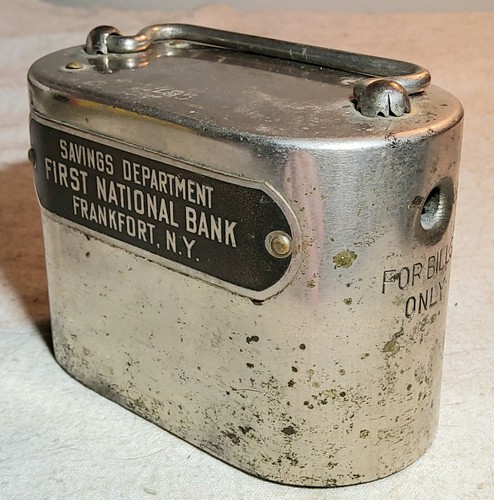 SAVINGS DEPARTMENT
FIRST NATIONAL BANK
FRANKFORT, N.Y.
FOR BILLS
ONLY